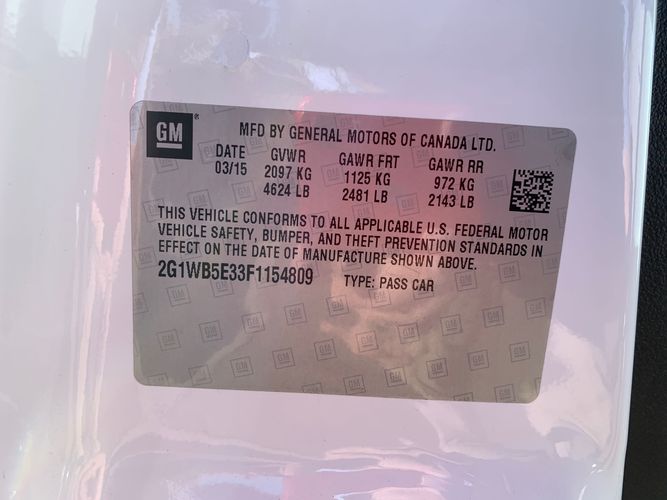 GM ®
MFD BY GENERAL MOTORS OF CANADA LTD.
DATE GVWR GAWR FRT GAWR RR
03/15 2097 KG 1125 KG 972 KG
4624 LB 2481 LB 2143 LB
THIS VEHICLE CONFORMS TO ALL APPLICABLE U.S. FEDERAL MOTOR
VEHICLE SAFETY, BUMPER, AND THEFT PREVENTION STANDARDS IN
EFFECT ON THE DATE OF MANUFACTURE SHOWN ABOVE.
2G1WB5E33F1154809 TYPE: PASS CAR